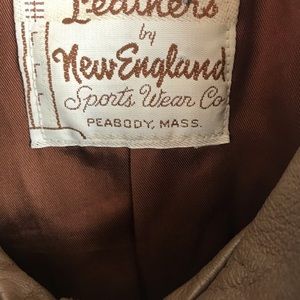 Leathers
by
New England
Sports Wear Co
PEABODY, MASS.